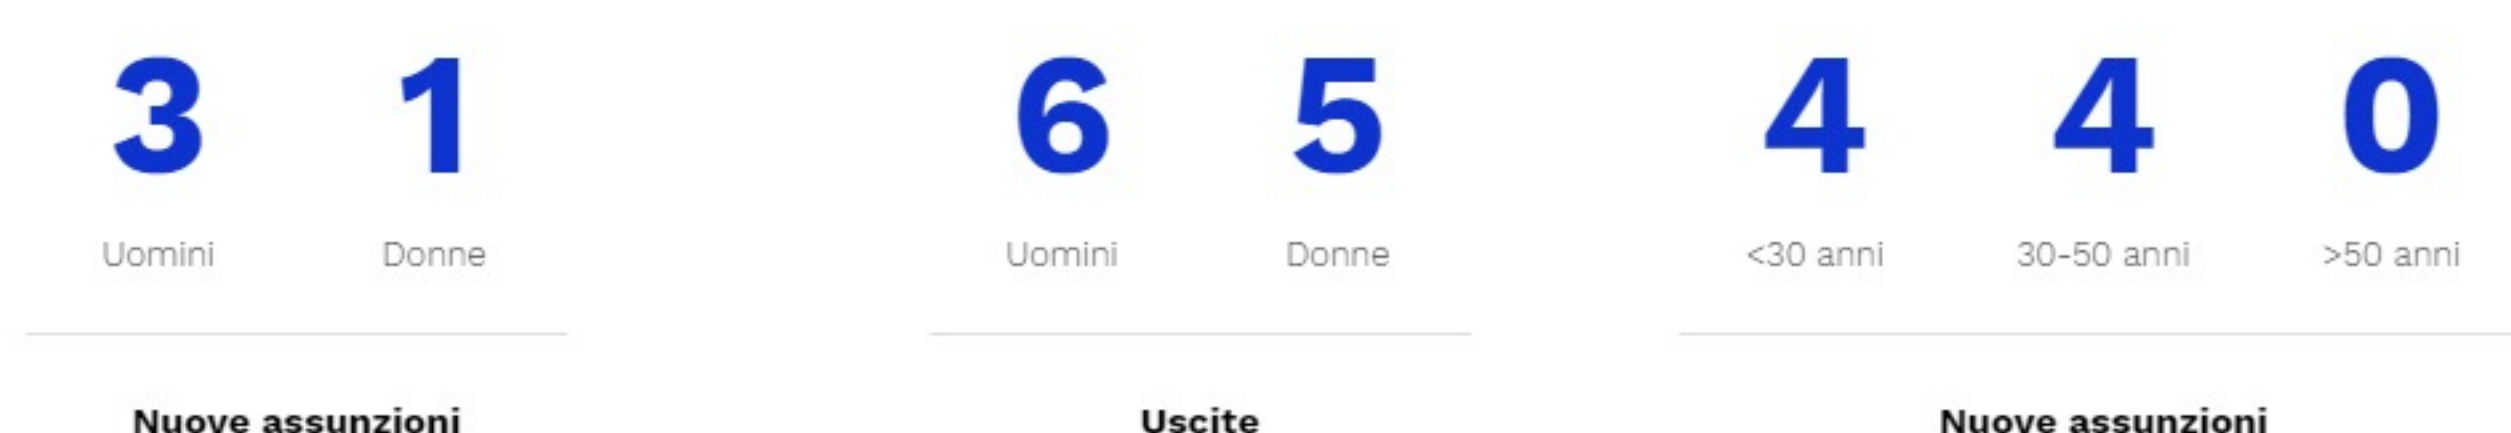 3 1 6 5 4 4 0
Uomini Donne Uomini Donne <30 anni 30-50 anni >50 anni
Nuove assunzioni Uscite Nuove assunzioni